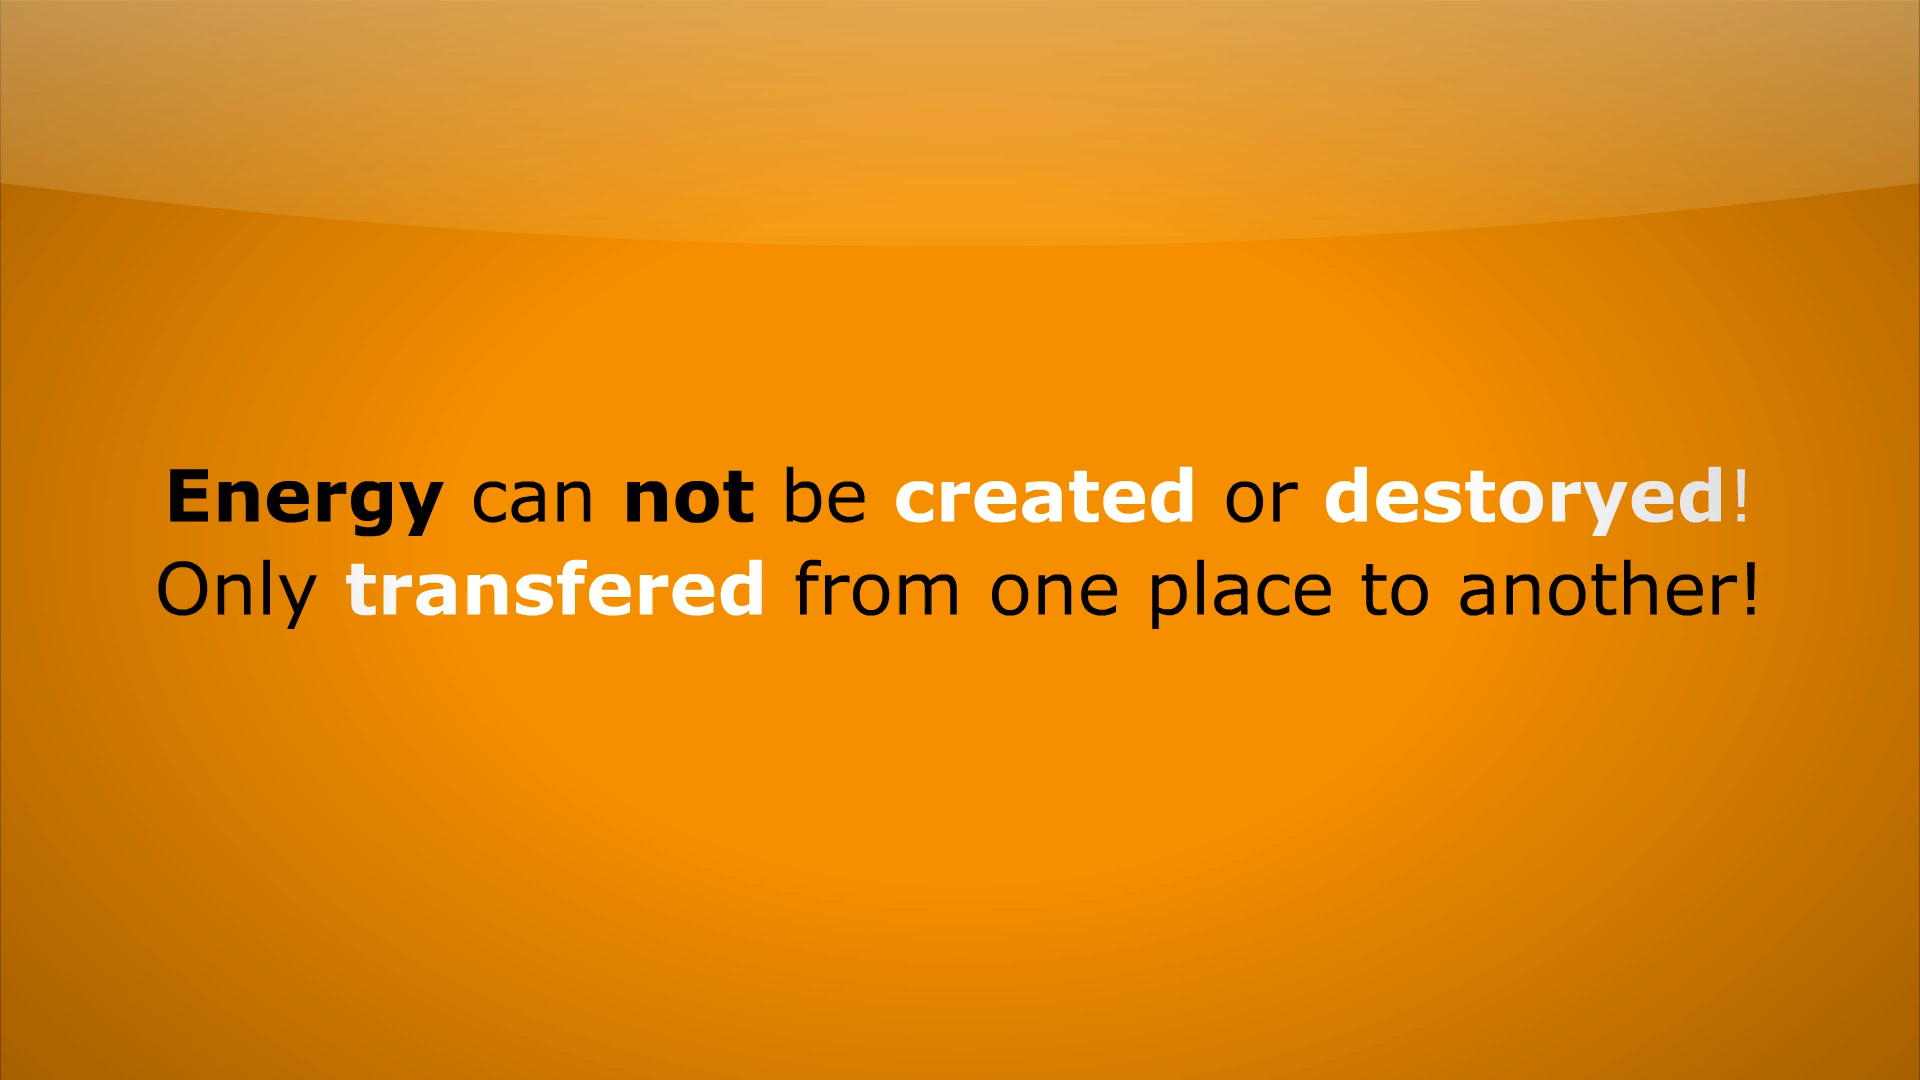 Energy can not be created or destoryed!
Only transfered from one place to another!